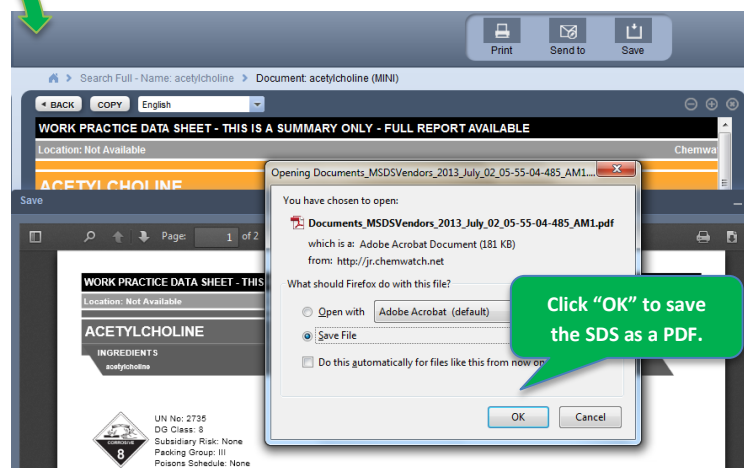 Print Send to Save
Search Full - Name: acetylcholine > Document: acetylcholine (MINI)
BACK COPY English
WORK PRACTICE DATA SHEET - THIS IS A SUMMARY ONLY - FULL REPORT AVAILABLE
Location: Not Available Chemwa
ACETYLCHOLINE
Save
Opening Documents_MSDSVendors_2013_July_02_05-55-04-485_AM1....
You have chosen to open:
Documents_MSDSVendors_2013_July_02_05-55-04-485_AM1.pdf
which is a: Adobe Acrobat Document (181 KB)
from: http://jr.chemwatch.net
What should Firefox do with this file?
Open with Adobe Acrobat (default)
Save File
Do this automatically for files like this from now on
OK Cancel
Click “OK” to save
the SDS as a PDF.
Page: 1 of 2
WORK PRACTICE DATA SHEET - THIS
Location: Not Available
ACETYLCHOLINE
INGREDIENTS
acetylcholine
CORROSIVE
8
UN No: 2735
DG Class: 8
Subsidiary Risk: None
Packing Group: III
Poisons Schedule: None